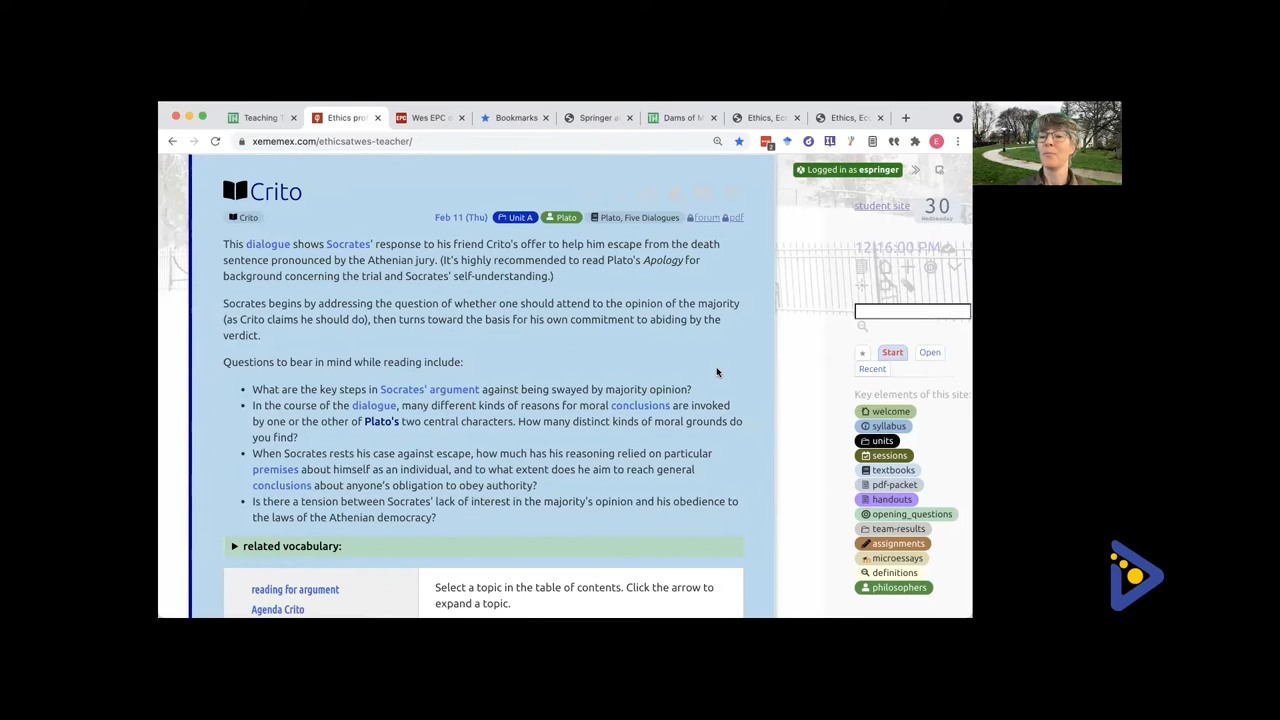 Teaching T
Ethics pro
Wes EPC
Bookmarks
Springer a
Dams of M
Ethics, Ec
Ethics, Ec
xememex.com/ethicsatwes-teacher/
2
E
Logged in as espringer
Crito
student site
30
Wednesday
Crito
Feb 11 (Thu)
Unit A
Plato
Plato, Five Dialogues
forum
pdf
This dialogue shows Socrates' response to his friend Crito's offer to help him escape from the death
sentence pronounced by the Athenian jury. (It's highly recommended to read Plato's Apology for
background concerning the trial and Socrates' self-understanding.)
12:16:00 PM
Socrates begins by addressing the question of whether one should attend to the opinion of the majority
(as Crito claims he should do), then turns toward the basis for his own commitment to abiding by the
verdict.
Questions to bear in mind while reading include:
• What are the key steps in Socrates' argument against being swayed by majority opinion?
• In the course of the dialogue, many different kinds of reasons for moral conclusions are invoked
by one or the other of Plato's two central characters. How many distinct kinds of moral grounds do
you find?
• When Socrates rests his case against escape, how much has his reasoning relied on particular
premises about himself as an individual, and to what extent does he aim to reach general
conclusions about anyone's obligation to obey authority?
• Is there a tension between Socrates' lack of interest in the majority's opinion and his obedience to
the laws of the Athenian democracy?
related vocabulary:
reading for argument
Agenda Crito
Select a topic in the table of contents. Click the arrow to
expand a topic.
Start
Open
Recent
Key elements of this site:
welcome
syllabus
units
sessions
textbooks
pdf-packet
handouts
opening_questions
team-results
assignments
microessays
definitions
philosophers